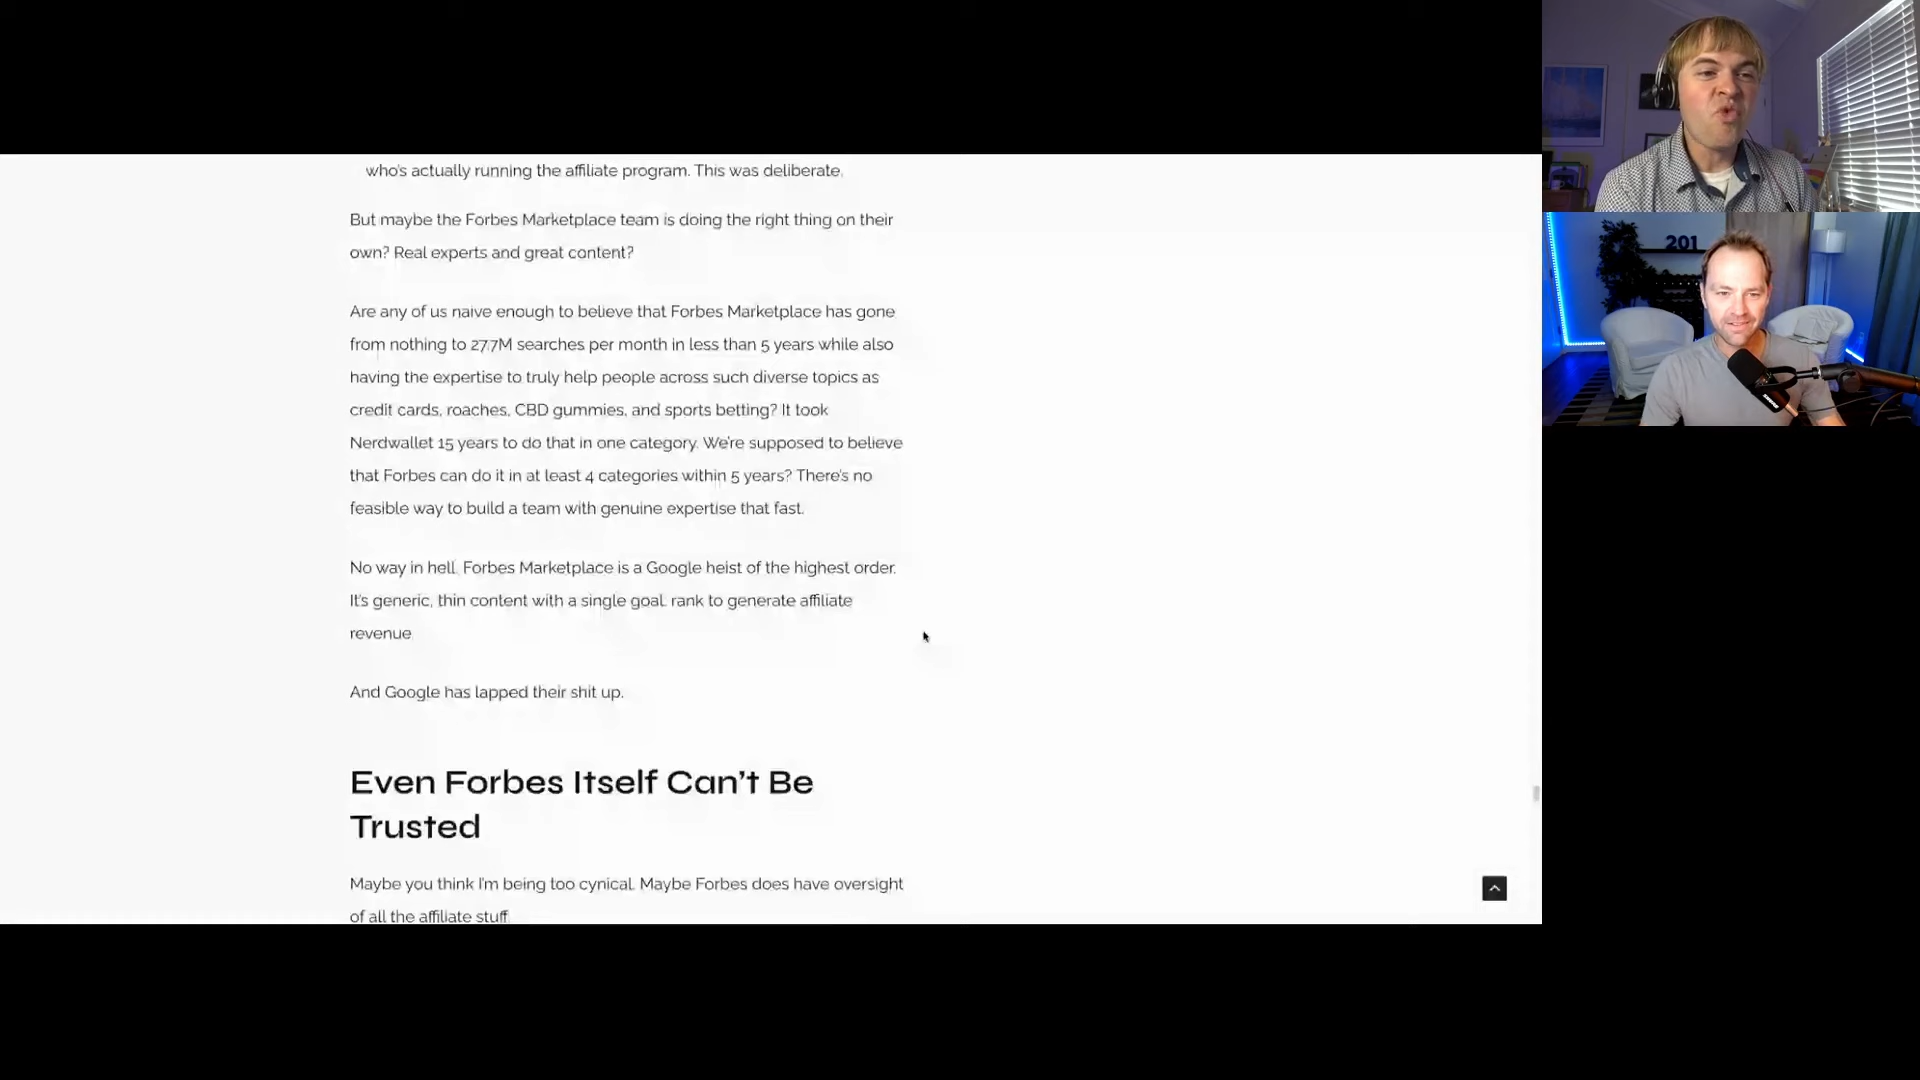 who's actually running the affiliate program. This was deliberate.
But maybe the Forbes Marketplace team is doing the right thing on their
own? Real experts and great content?
Are any of us naive enough to believe that Forbes Marketplace has gone
from nothing to 27.7M searches per month in less than 5 years while also
having the expertise to truly help people across such diverse topics as
credit cards, roaches, CBD gummies, and sports betting? It took
Nerdwallet 15 years to do that in one category. We're supposed to believe
that Forbes can do it in at least 4 categories within 5 years? There's no
feasible way to build a team with genuine expertise that fast.
No way in hell. Forbes Marketplace is a Google heist of the highest order.
It's generic, thin content with a single goal: rank to generate affiliate
revenue.
And Google has lapped their shit up.
Even Forbes Itself Can't Be
Trusted
Maybe you think I'm being too cynical. Maybe Forbes does have oversight
of all the affiliate stuff.
201